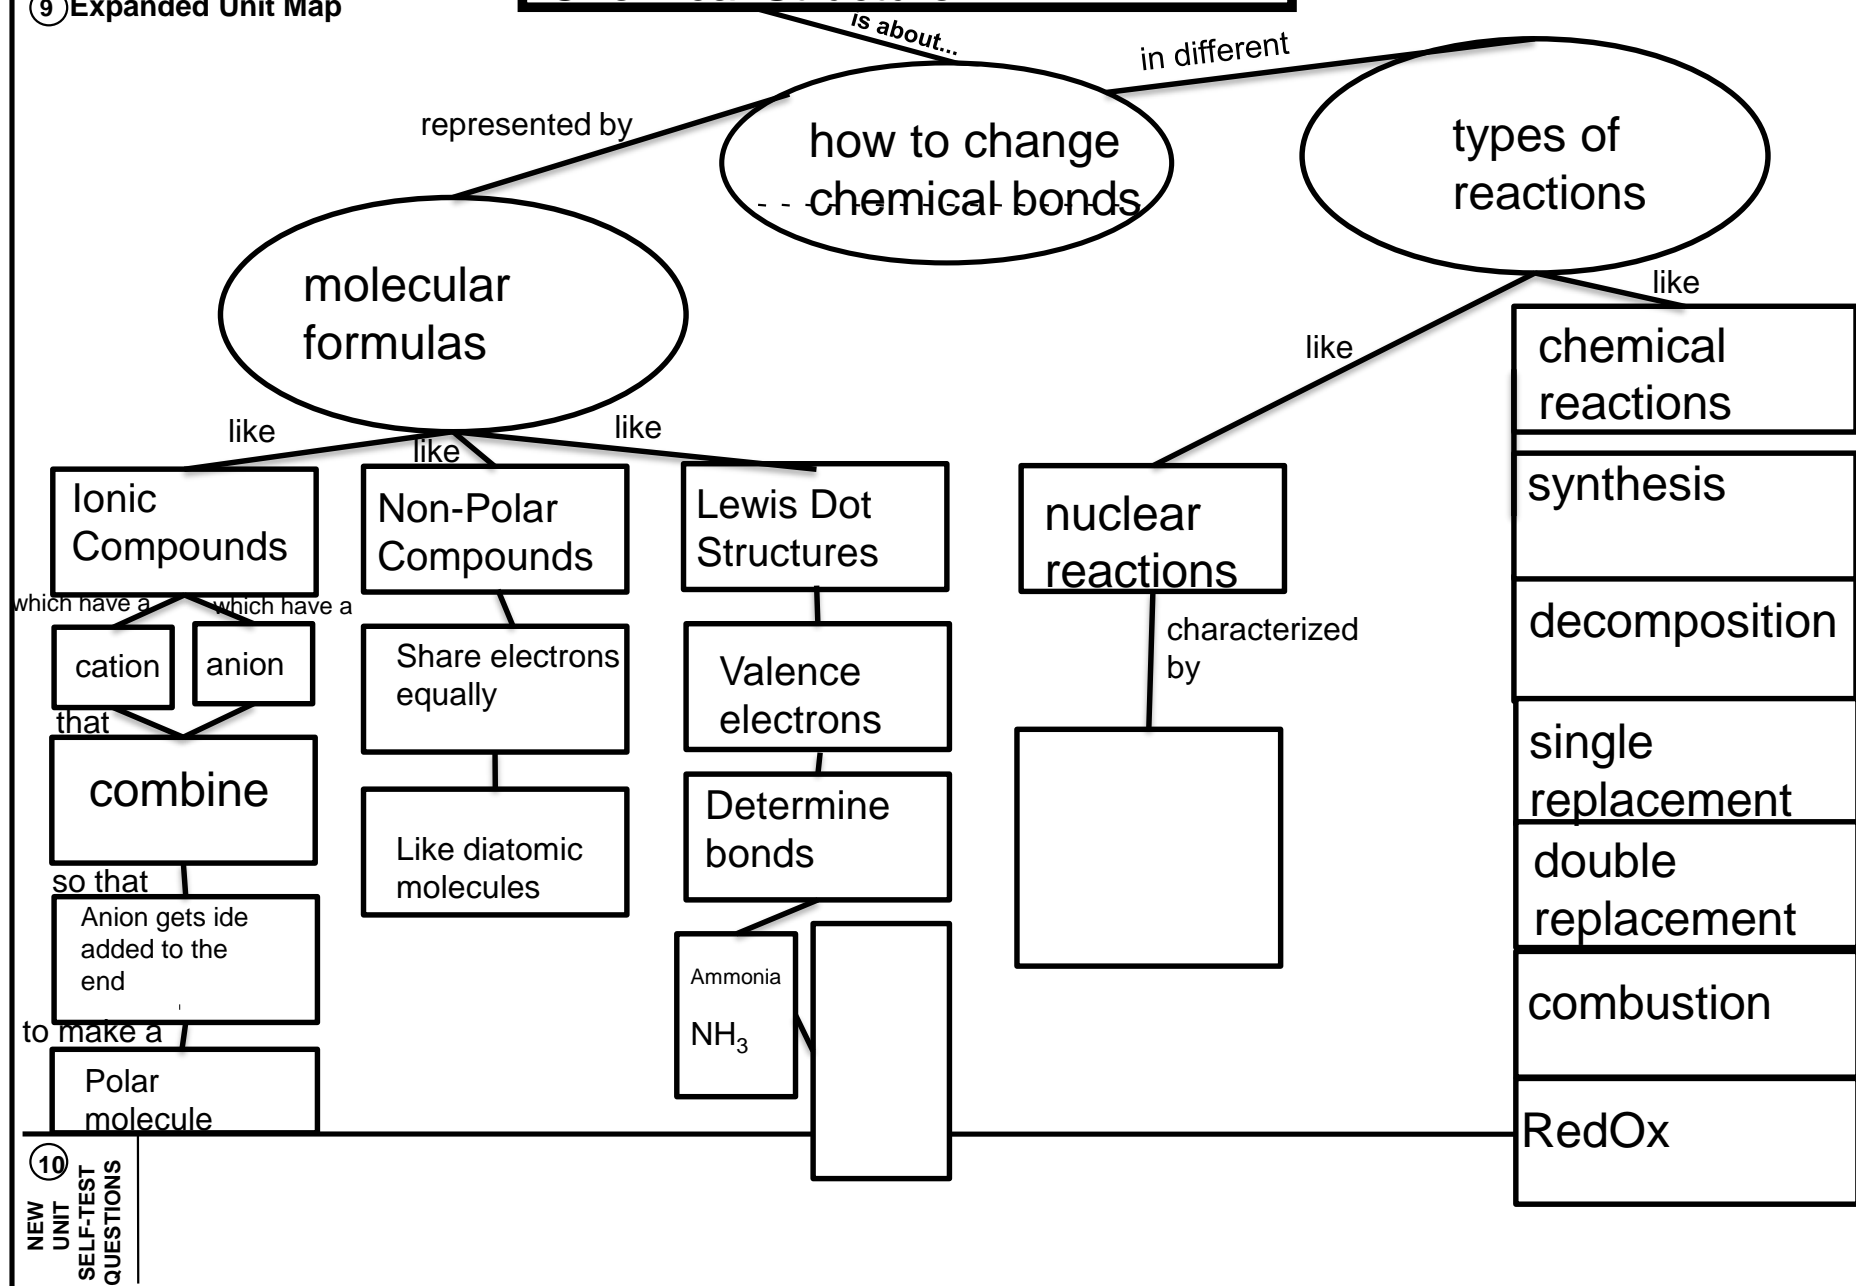 9 Expanded Unit Map
is about...
in different
represented by
how to change
chemical bonds
types of
reactions
molecular
formulas
like
like
like
like
like
chemical
reactions
Ionic
Compounds
Non-Polar
Compounds
Lewis Dot
Structures
nuclear
reactions
synthesis
which have a
which have a
cation
anion
Share electrons
equally
Valence
electrons
characterized
by
decomposition
that
combine
Like diatomic
molecules
Determine
bonds
single
replacement
double
replacement
so that
Anion gets ide
added to the
end
Ammonia
NH₃
combustion
to make a
Polar
molecule
RedOx
10
NEW
UNIT
SELF-TEST
QUESTIONS